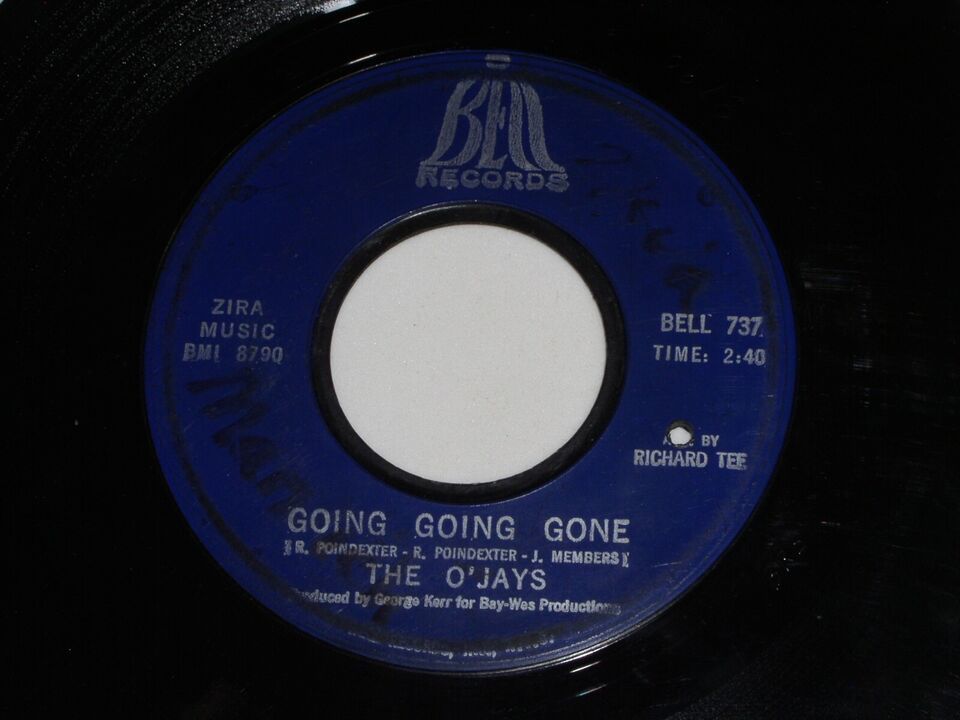 BELL
RECORDS
ZIRA
MUSIC
BMI 8790
BELL 737
TIME: 2:40
BY
RICHARD TEE
GOING GOING GONE
(R. POINDEXTER - R. POINDEXTER - J. MEMBERS)
THE O'JAYS
Produced by George Kerr for Bay-Wes Productions